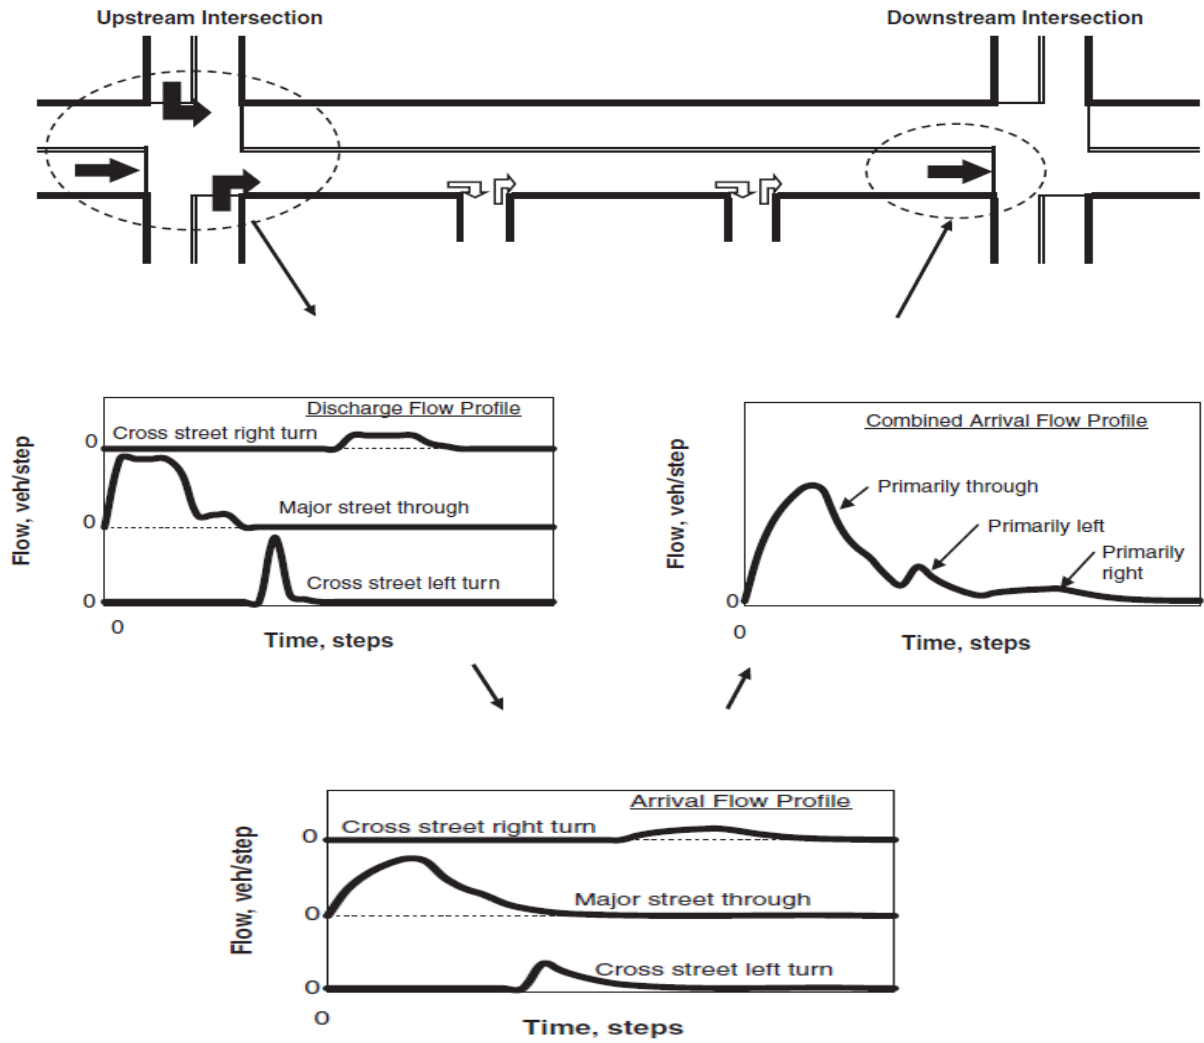 Upstream Intersection
Downstream Intersection
Discharge Flow Profile
Cross street right turn
0
Major street through
0
Cross street left turn
0
0
Flow, veh/step
Time, steps
Combined Arrival Flow Profile
Primarily through
Primarily left
Primarily
right
0
0
Flow, veh/step
Time, steps
Arrival Flow Profile
Cross street right turn
0
Major street through
0
Cross street left turn
0
0
Flow, veh/step
Time, steps